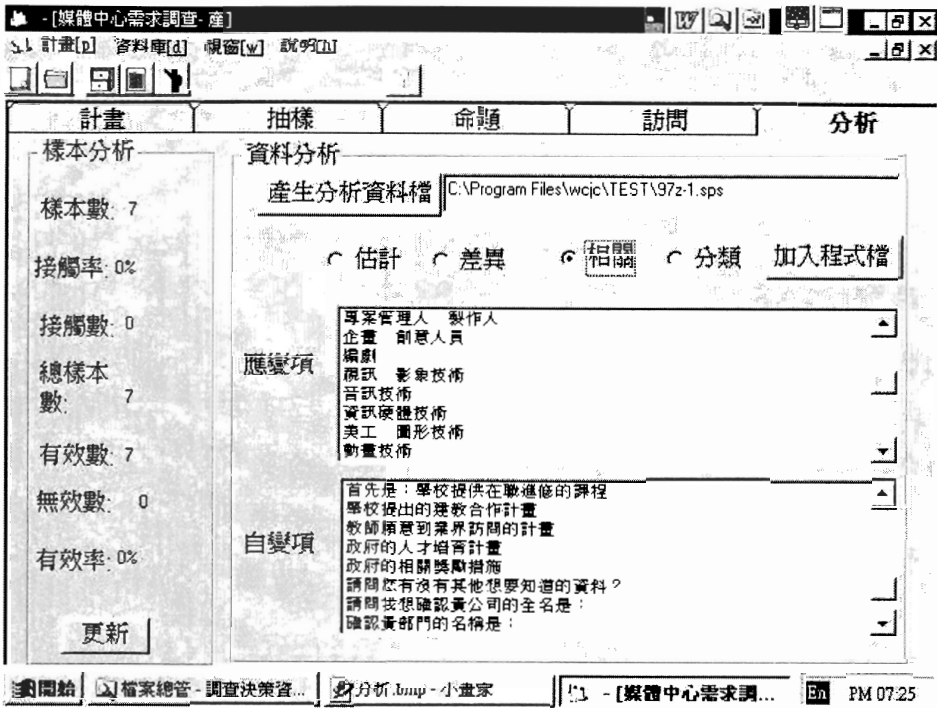 - [媒體中心需求調查- 產]
計畫[p] 資料庫[d] 視窗[w] 說明[h]
計畫 抽樣 命題 訪問 分析
樣本分析
樣本數: 7
接觸率: 0%
接觸數: 0
總樣本
數: 7
有效數: 7
無效數: 0
有效率: 0%
更新
資料分析
產生分析資料檔 C:\Program Files\wcjc\TEST\97z-1.sps
估計 差異 相關 分類 加入程式檔
應變項
專案管理人 製作人
企畫 創意人員
編劇
視訊 影象技術
音訊技術
資訊硬體技術
美工 圖形技術
動畫技術
自變項
首先是：學校提供在職進修的課程
學校提出的建教合作計畫
教師願意到業界訪問的計畫
政府的人才培育計畫
政府的相關獎勵措施
請問您有沒有其他想要知道的資料？
請問我想確認貴公司的全名是：
確認貴部門的名稱是：
開始 檔案總管 - 調查決策資... 分析.bmp - 小畫家 - [媒體中心需求調... En PM 07:25